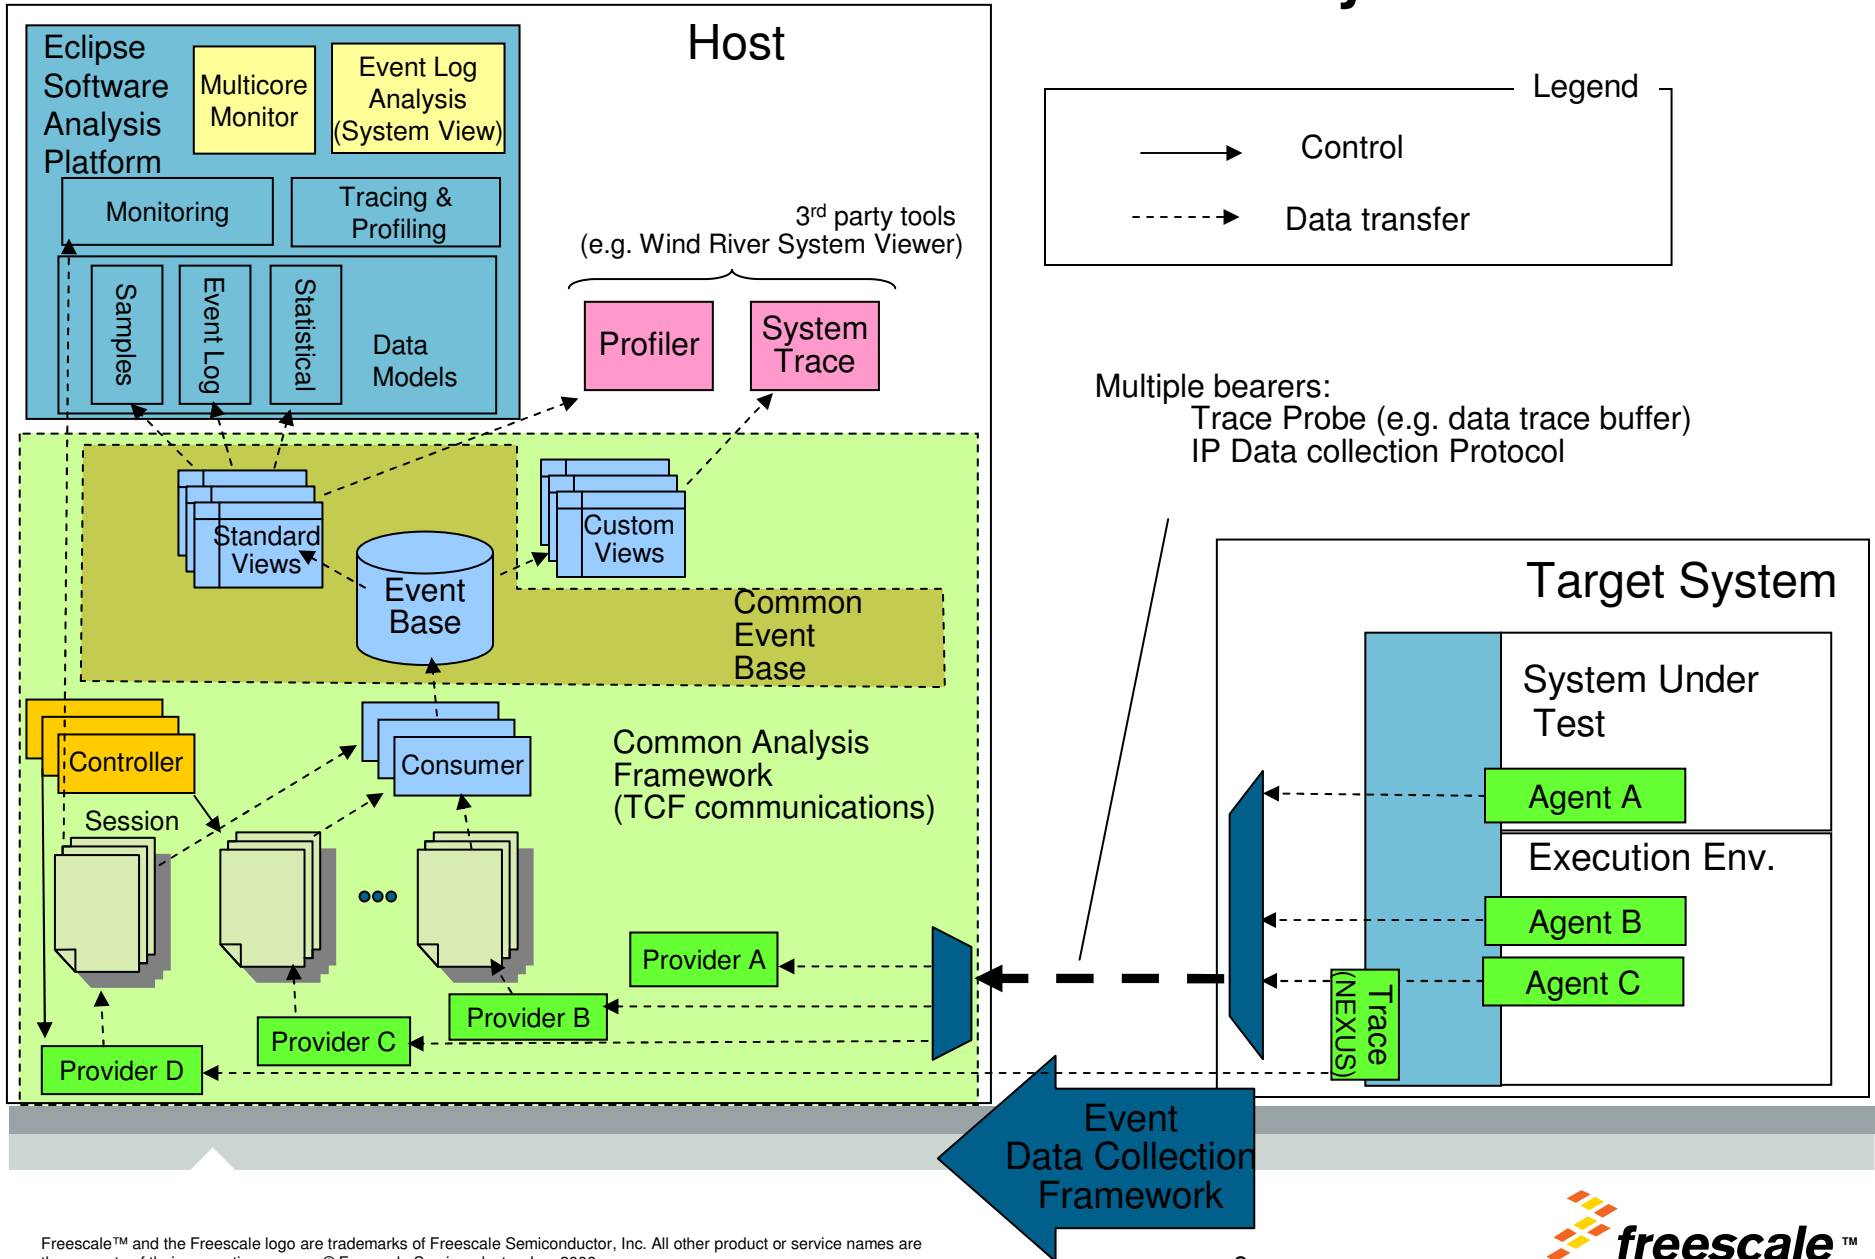 Host
Eclipse
Software
Analysis
Platform
Multicore
Monitor
Event Log
Analysis
(System View)
Monitoring
Tracing &
Profiling
Samples
Event Log
Statistical
Data
Models
3rd party tools
(e.g. Wind River System Viewer)
Profiler
System
Trace
Legend
Control
Data transfer
Multiple bearers:
Trace Probe (e.g. data trace buffer)
IP Data collection Protocol
Standard
Views
Custom
Views
Event
Base
Common
Event
Base
Controller
Consumer
Common Analysis
Framework
(TCF communications)
Session
Provider A
Provider B
Provider C
Provider D
Target System
System Under
Test
Agent A
Execution Env.
Agent B
Agent C
Trace
(NEXUS)
Event
Data Collection
Framework
Freescale™ and the Freescale logo are trademarks of Freescale Semiconductor, Inc. All other product or service names are
freescale ™